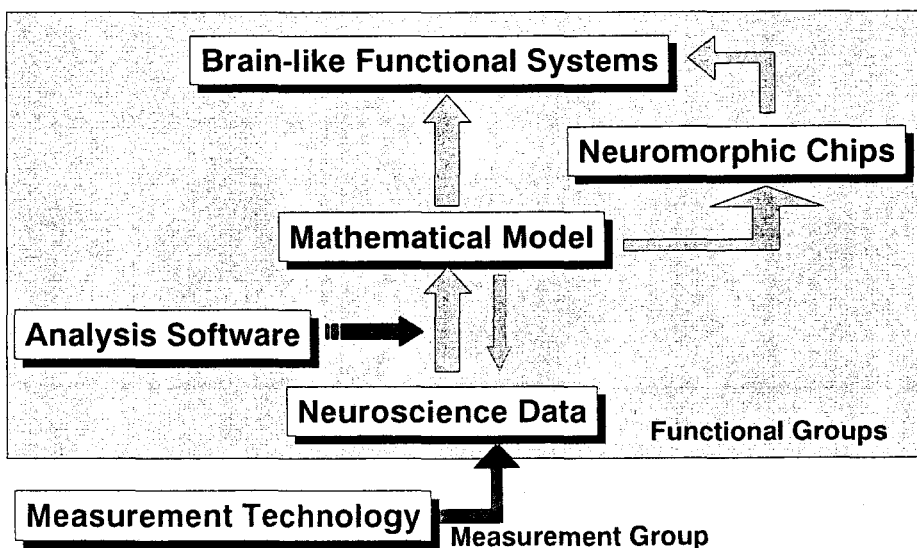 Brain-like Functional Systems
Neuromorphic Chips
Mathematical Model
Analysis Software
Neuroscience Data
Functional Groups
Measurement Technology
Measurement Group